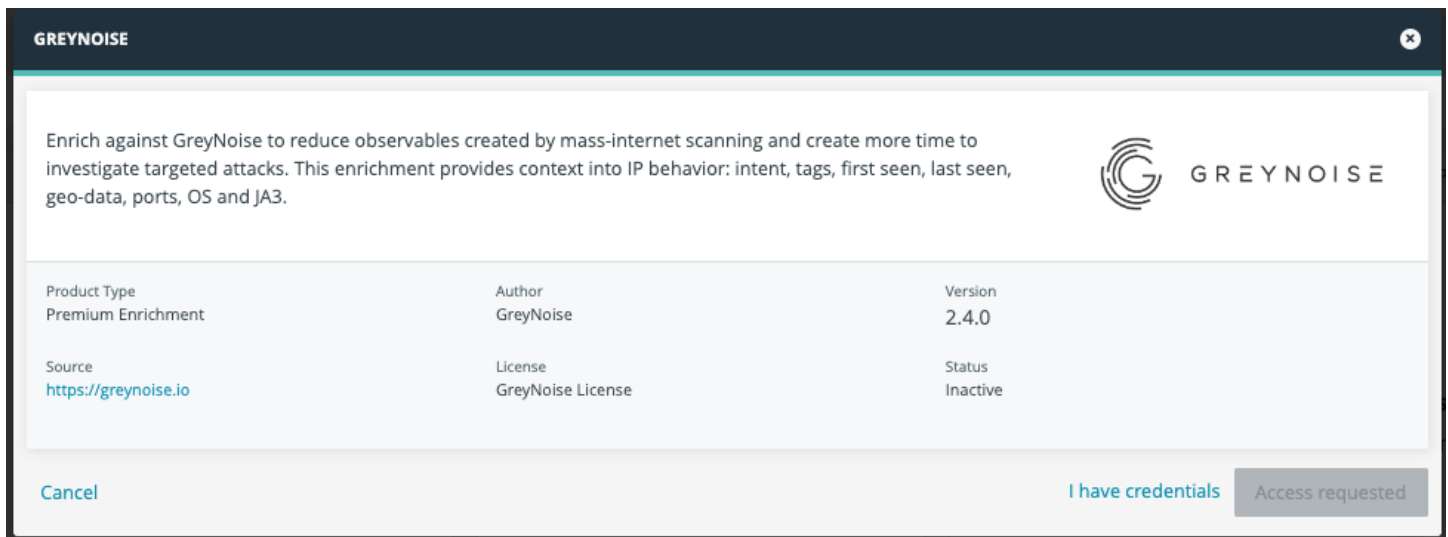 GREYNOISE
Enrich against GreyNoise to reduce observables created by mass-internet scanning and create more time to
investigate targeted attacks. This enrichment provides context into IP behavior: intent, tags, first seen, last seen,
geo-data, ports, OS and JA3.
GREYNOISE
Product Type
Premium Enrichment
Author
GreyNoise
Version
2.4.0
Source
https://greynoise.io
License
GreyNoise License
Status
Inactive
Cancel
I have credentials
Access requested